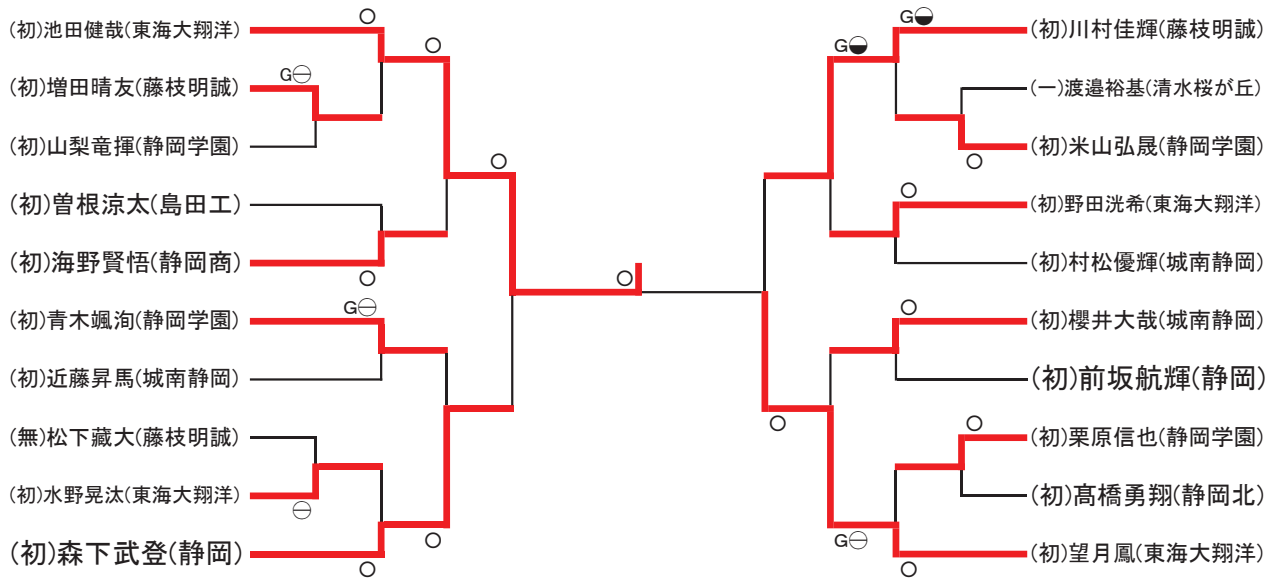 (初)池田健哉(東海大翔洋)
(初)増田晴友(藤枝明誠)
G
(初)山梨竜揮(静岡学園)
(初)曽根涼太(島田工)
(初)海野賢悟(静岡商)
G
(初)青木颯洵(静岡学園)
(初)近藤昇馬(城南静岡)
(無)松下蔵大(藤枝明誠)
(初)水野晃汰(東海大翔洋)
(初)森下武登(静岡)
G
G
(初)川村佳輝(藤枝明誠)
(一)渡邉裕基(清水桜が丘)
(初)米山弘晟(静岡学園)
(初)野田洸希(東海大翔洋)
(初)村松優輝(城南静岡)
(初)櫻井大哉(城南静岡)
(初)前坂航輝(静岡)
(初)栗原信也(静岡学園)
(初)髙橋勇翔(静岡北)
G
(初)望月鳳(東海大翔洋)